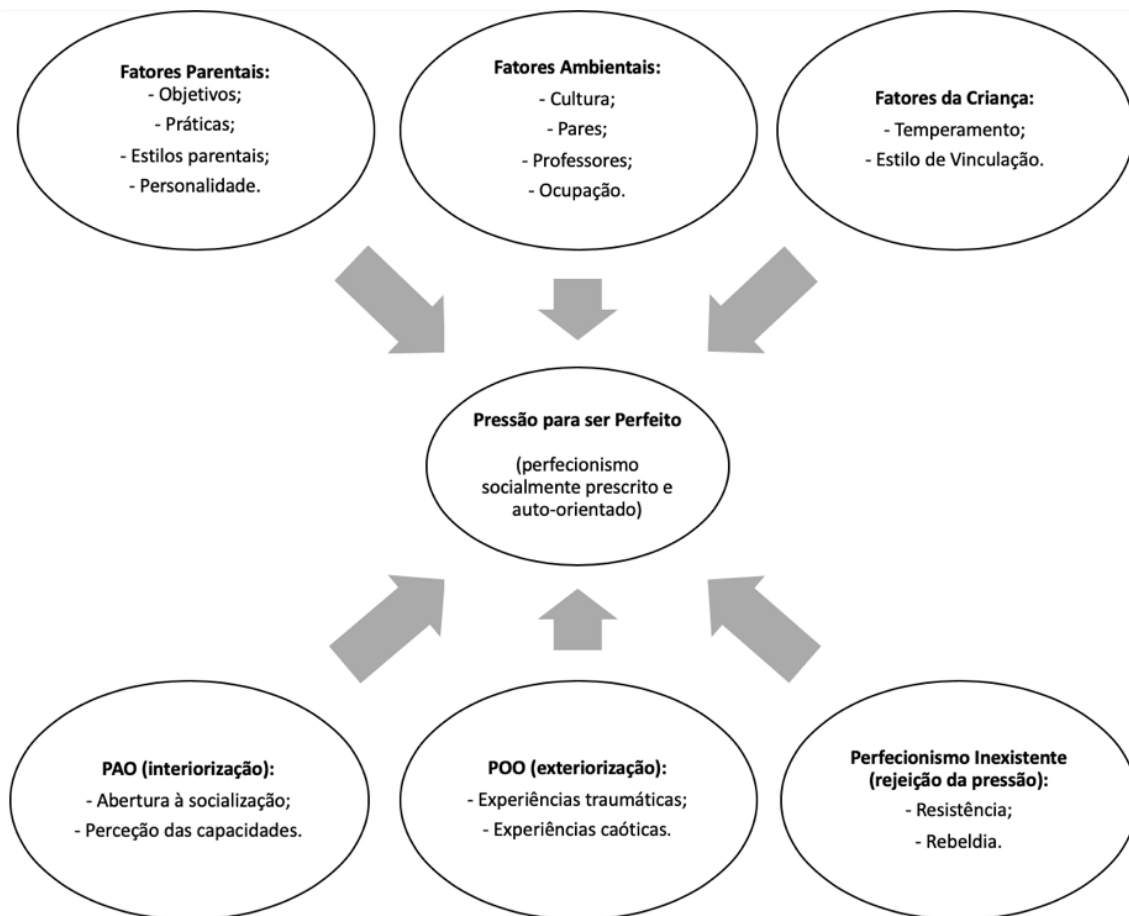 Fatores Parentais:
- Objetivos;
- Práticas;
- Estilos parentais;
- Personalidade.
Fatores Ambientais:
- Cultura;
- Pares;
- Professores;
- Ocupação.
Fatores da Criança:
- Temperamento;
- Estilo de Vinculação.
Pressão para ser Perfeito
(perfecionismo
socialmente prescrito e
auto-orientado)
PAO (interiorização):
- Abertura à socialização;
- Perceção das capacidades.
POO (exteriorização):
- Experiências traumáticas;
- Experiências caóticas.
Perfecionismo Inexistente
(rejeição da pressão):
- Resistência;
- Rebeldia.